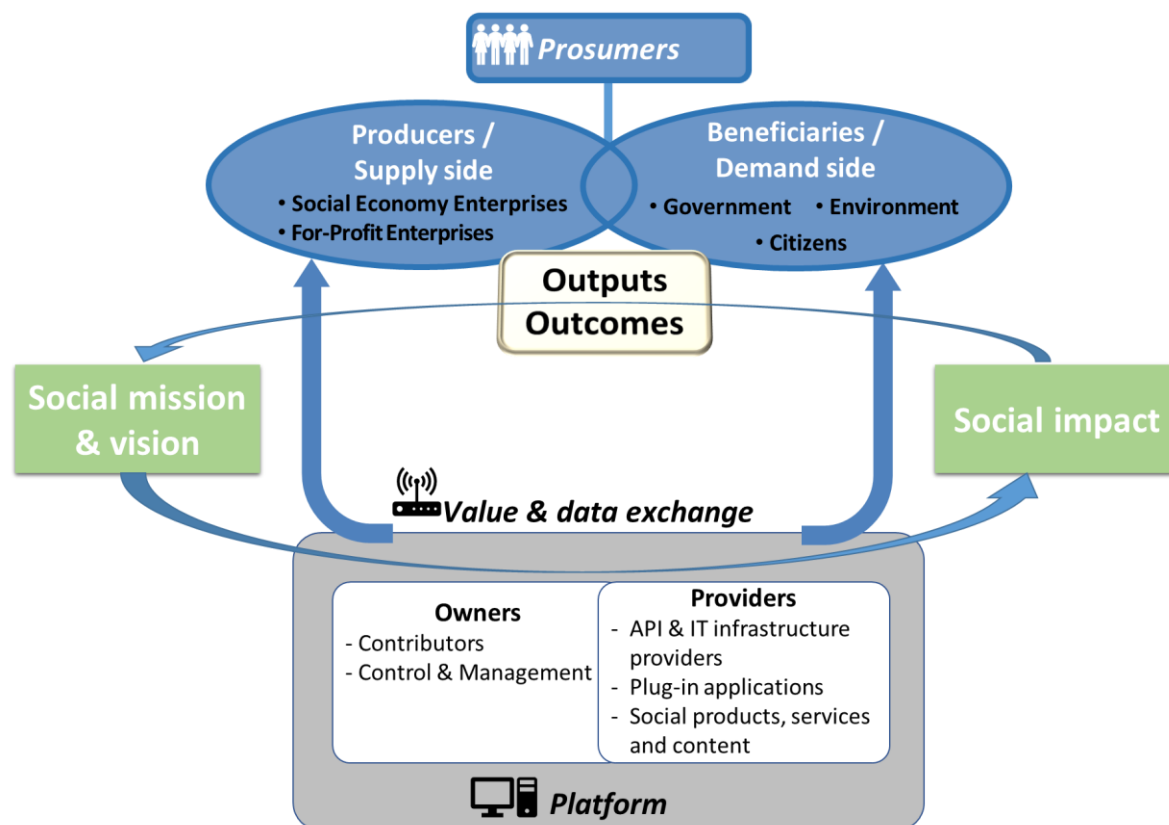 Prosumers
Producers /
Supply side
• Social Economy Enterprises
• For-Profit Enterprises
Beneficiaries /
Demand side
• Government • Environment
• Citizens
Outputs
Outcomes
Social mission
& vision
Social impact
Value & data exchange
Owners
- Contributors
- Control & Management
Providers
- API & IT infrastructure
providers
- Plug-in applications
- Social products, services
and content
Platform